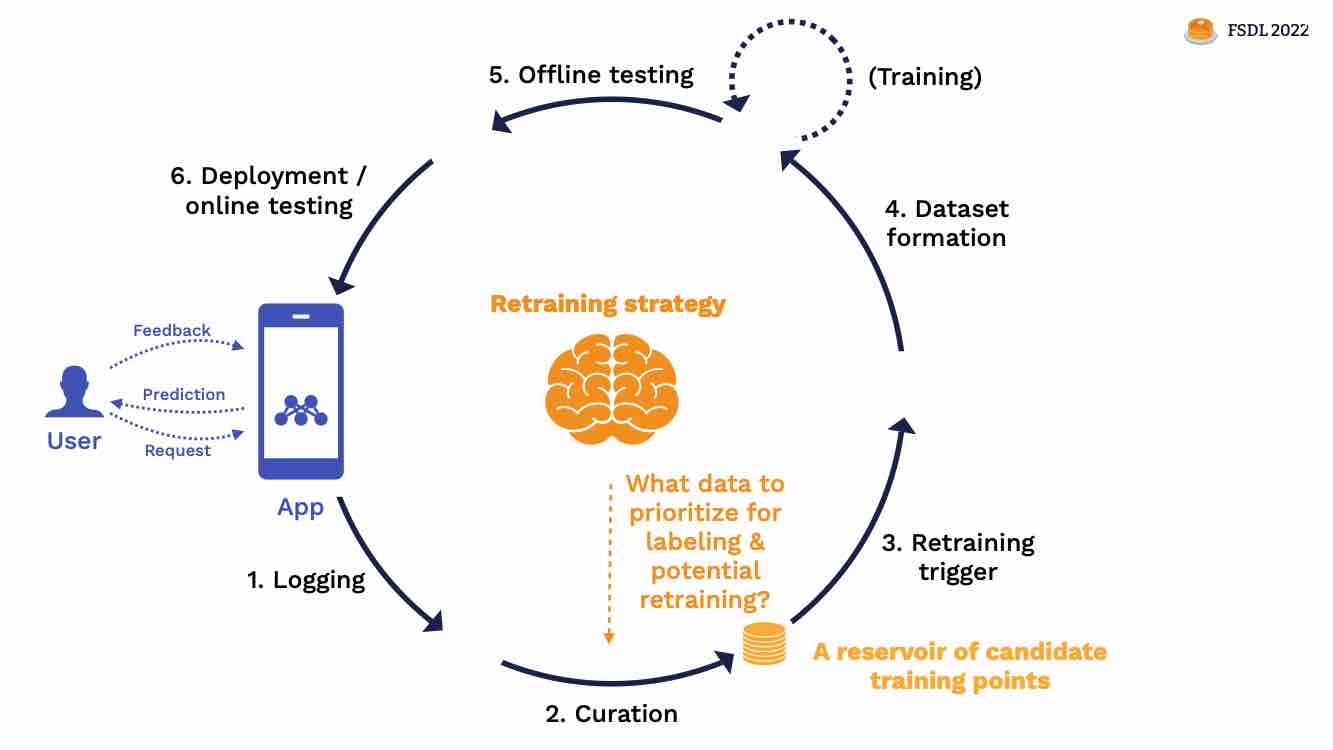 FSDL 2022
5. Offline testing
(Training)
6. Deployment /
online testing
4. Dataset
formation
Retraining strategy
Feedback
Prediction
Request
User
App
What data to
prioritize for
labeling &
potential
retraining?
1. Logging
3. Retraining
trigger
A reservoir of candidate
training points
2. Curation